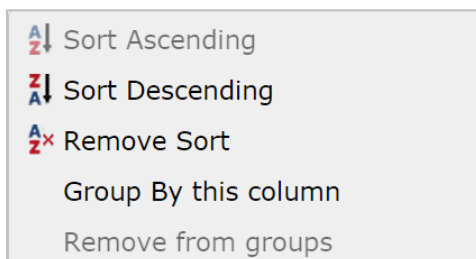 Sort Ascending
Sort Descending
Remove Sort
Group By this column
Remove from groups